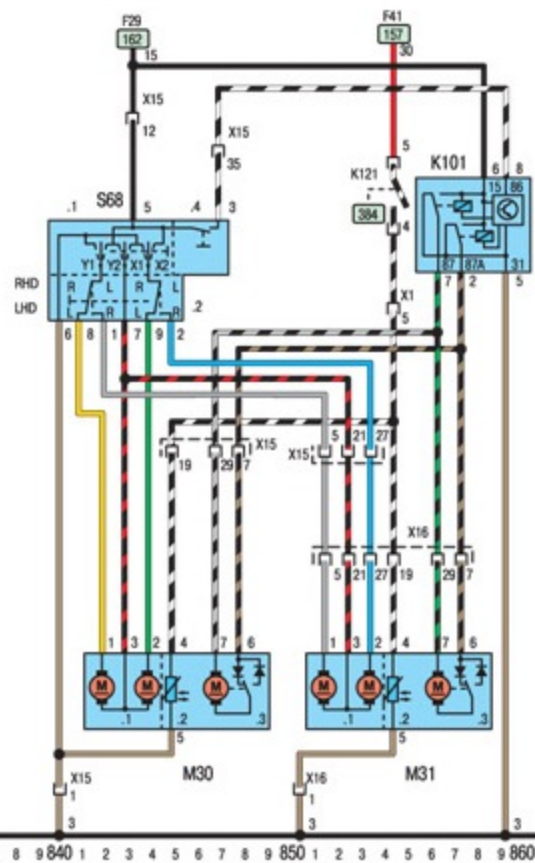 F29
F41
162
157
15
30
X15
12
X15
35
5
K121
K101
6
8
15
86
384
4
S68
.1
5
.4
3
Y1
Y2
X1
X2
87
87A
31
7
2
5
RHD
R
L
R
L
LHD
L
R
L
R
.2
X1
5
6
8
1
7
9
2
19
29
7
X15
X15
5
21
27
X16
5
21
27
19
29
7
1
3
2
4
7
6
1
3
2
4
7
6
M
M
M
M
M
M
.1
.2
.3
.1
.2
.3
5
M30
5
M31
X15
1
X16
1
3
3
3
8 9 840 1 2 3 4 5 6 7 8 9 850 1 2 3 4 5 6 7 8 9 860